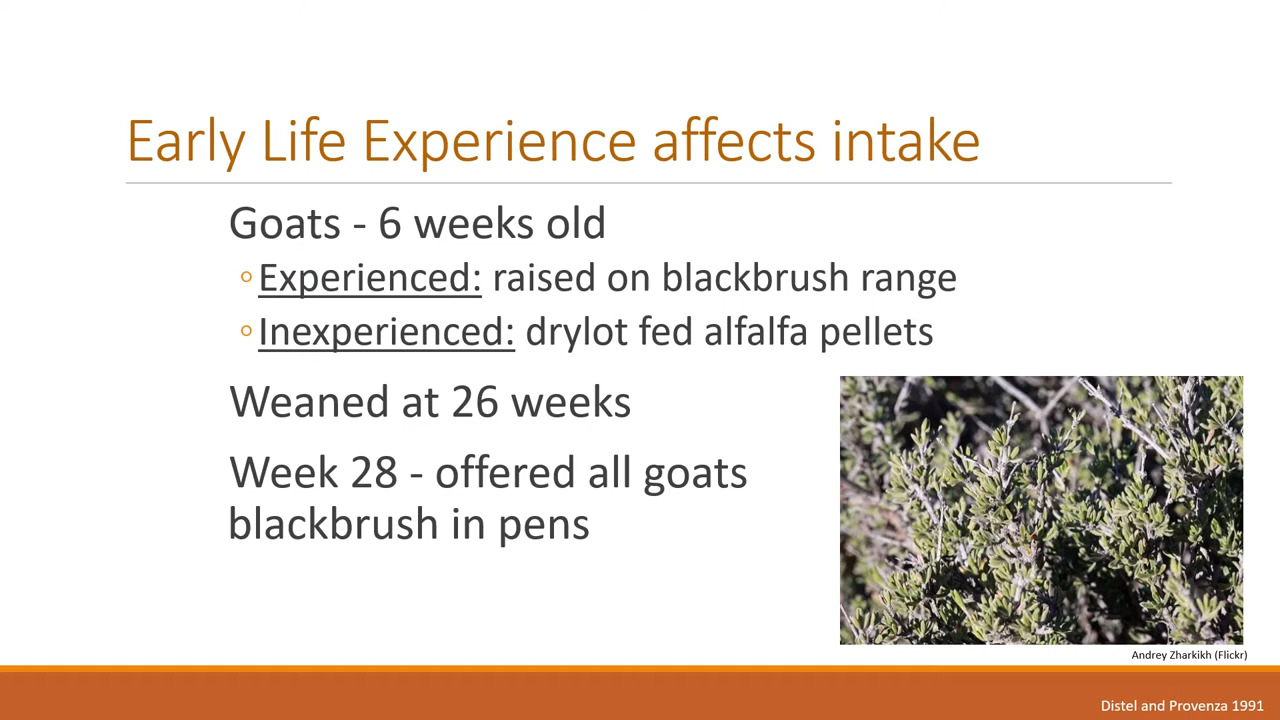 Early Life Experience affects intake
Goats - 6 weeks old
◦Experienced: raised on blackbrush range
◦Inexperienced: drylot fed alfalfa pellets
Weaned at 26 weeks
Week 28 - offered all goats
blackbrush in pens
Andrey Zharkikh (Flickr)
Distel and Provenza 1991